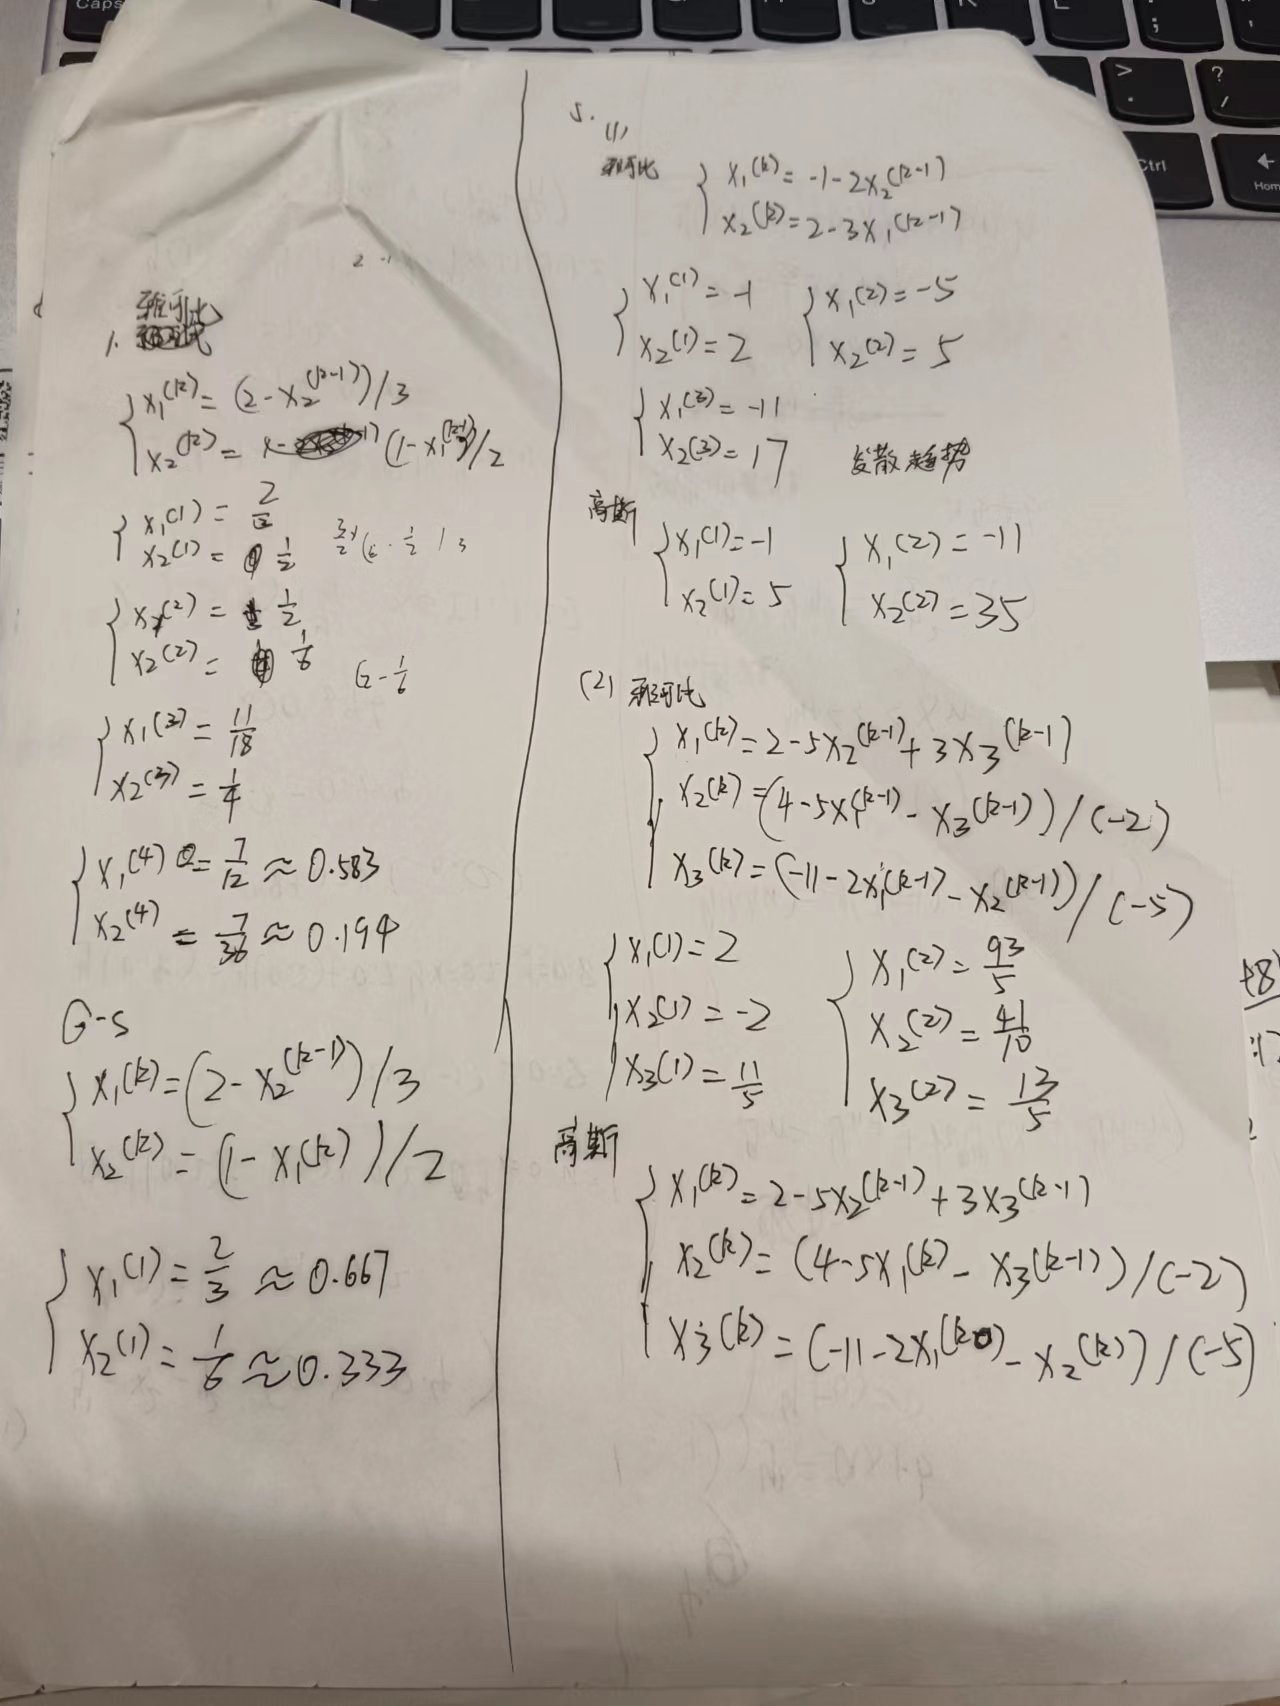 1. 雅可比
x₁^(k) = (2-x₂^(k-1))/3
x₂^(k) = (1-x₁^(k-1))/2
x₁(1) = 2/3
x₂(1) = 1/2
x₁(2) = 1/2
x₂(2) = 1/6
2-1/6
x₁(3) = 11/18
x₂(3) = 1/4
x₁(4) = 7/12 ≈ 0.583
x₂(4) = 7/36 ≈ 0.194
G-S
x₁(k) = (2-x₂^(k-1))/3
x₂(k) = (1-x₁(k))/2
x₁(1) = 2/3 ≈ 0.667
x₂(1) = 1/6 ≈ 0.333
5. (1)
雅可比
x₁(k) = -1-2x₂(k-1)
x₂(k) = 2-3x₁(k-1)
x₁(1) = -1 x₁(2) = -5
x₂(1) = 2 x₂(2) = 5
x₁(3) = -11
x₂(3) = 17 发散趋势
高斯
x₁(1) = -1 x₁(2) = -11
x₂(1) = 5 x₂(2) = 35
(2) 雅可比
x₁(k) = 2-5x₂(k-1)+3x₃(k-1)
x₂(k) = (4-5x₁(k-1)-x₃(k-1))/(-2)
x₃(k) = (-11-2x₁(k-1)-x₂(k-1))/(-5)
x₁(1) = 2 x₁(2) = 93/5
x₂(1) = -2 x₂(2) = 41/10
x₃(1) = 11/5 x₃(2) = 13/5
高斯
x₁(k) = 2-5x₂(k-1)+3x₃(k-1)
x₂(k) = (4-5x₁(k)-x₃(k-1))/(-2)
x₃(k) = (-11-2x₁(k)-x₂(k))/(-5)
Caps
Ctrl
Home